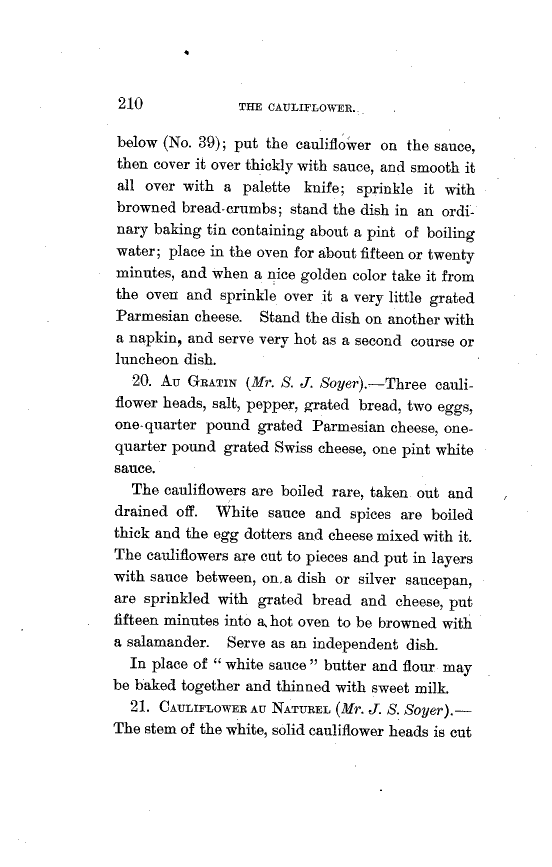 210 THE CAULIFLOWER.
below (No. 39); put the cauliflower on the sauce,
then cover it over thickly with sauce, and smooth it
all over with a palette knife; sprinkle it with
browned bread-crumbs; stand the dish in an ordi-
nary baking tin containing about a pint of boiling
water; place in the oven for about fifteen or twenty
minutes, and when a nice golden color take it from
the oven and sprinkle over it a very little grated
Parmesian cheese. Stand the dish on another with
a napkin, and serve very hot as a second course or
luncheon dish.
20. AU GRATIN (Mr. S. J. Soyer).—Three cauli-
flower heads, salt, pepper, grated bread, two eggs,
one-quarter pound grated Parmesian cheese, one-
quarter pound grated Swiss cheese, one pint white
sauce.
The cauliflowers are boiled rare, taken out and
drained off. White sauce and spices are boiled
thick and the egg dotters and cheese mixed with it.
The cauliflowers are cut to pieces and put in layers
with sauce between, on a dish or silver saucepan,
are sprinkled with grated bread and cheese, put
fifteen minutes into a hot oven to be browned with
a salamander. Serve as an independent dish.
In place of "white sauce" butter and flour may
be baked together and thinned with sweet milk.
21. CAULIFLOWER AU NATUREL (Mr. J. S. Soyer).—
The stem of the white, solid cauliflower heads is cut